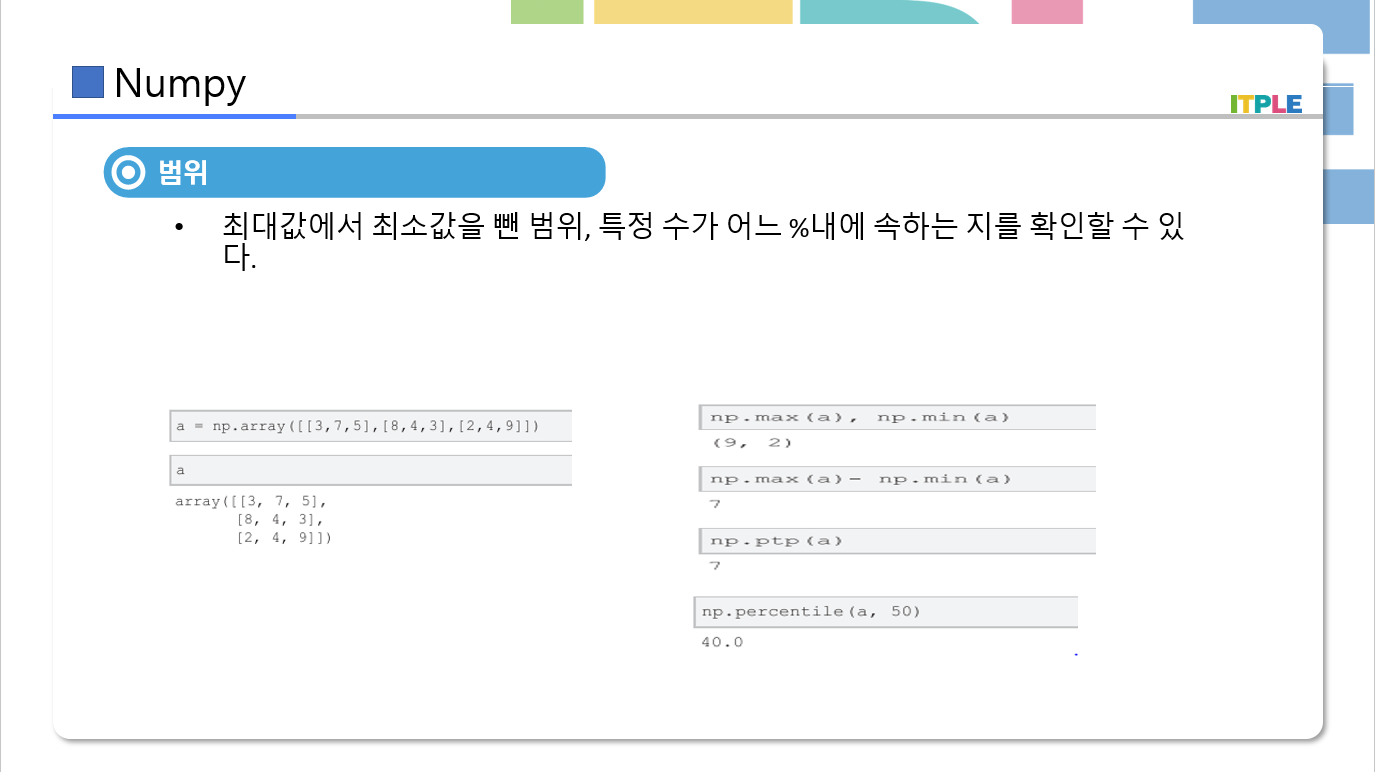 Numpy
ITPLE
범위
• 최대값에서 최소값을 뺀 범위, 특정 수가 어느 %내에 속하는 지를 확인할 수 있
다.
a = np.array([[3,7,5],[8,4,3],[2,4,9]])
a
array([[3, 7, 5],
[8, 4, 3],
[2, 4, 9]])
np.max(a), np.min(a)
(9, 2)
np.max(a)- np.min(a)
7
np.ptp(a)
7
np.percentile(a, 50)
40.0